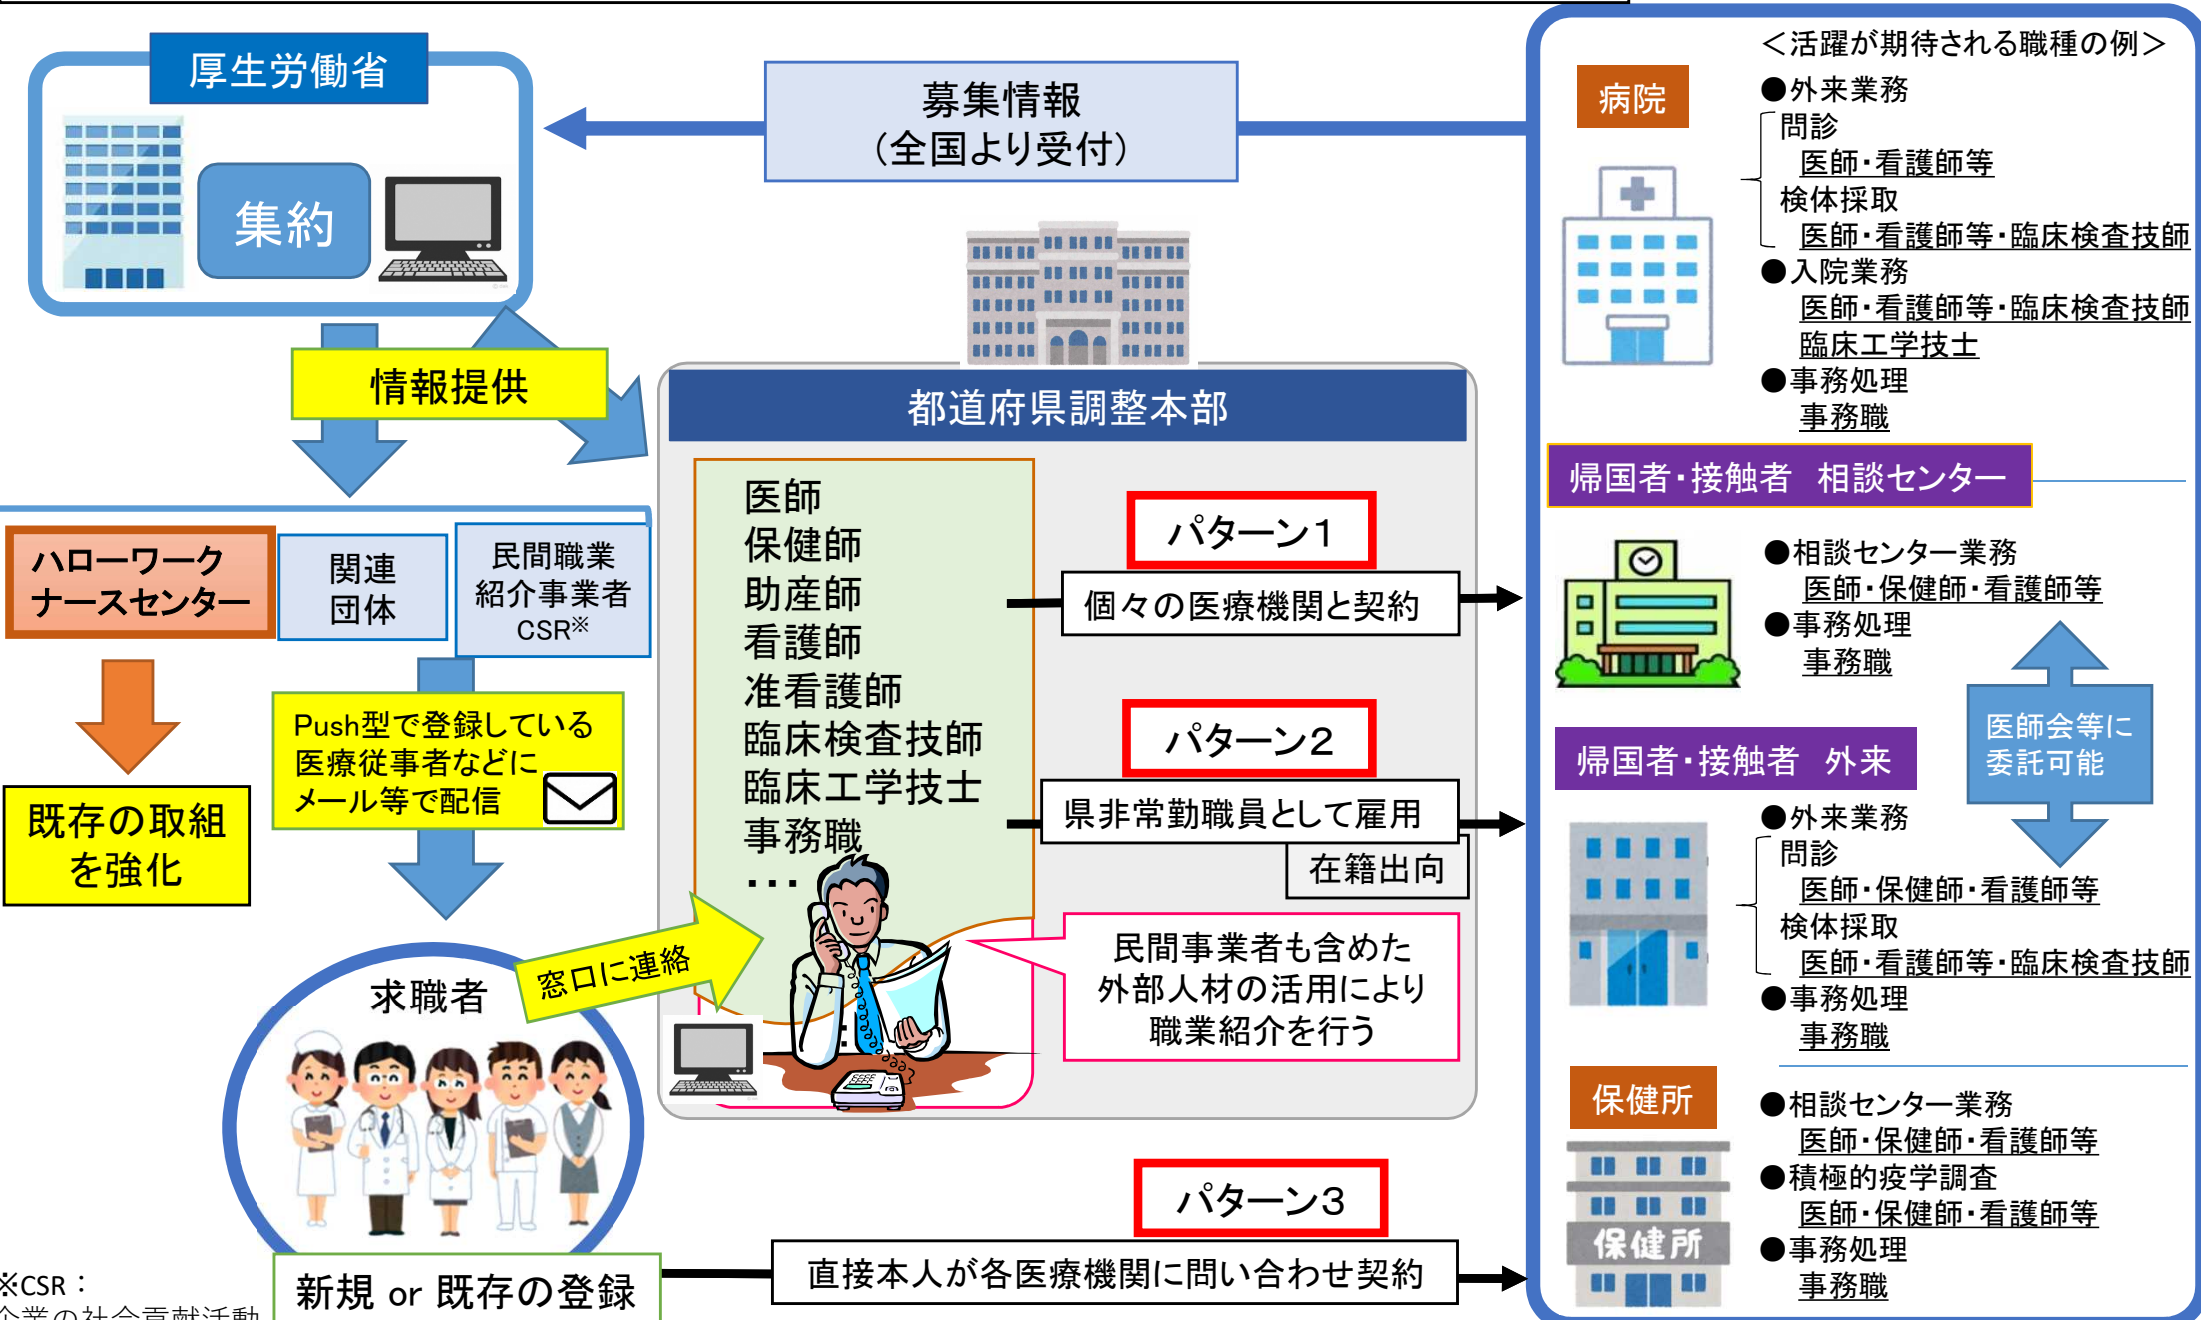 厚生労働省
集約
募集情報
(全国より受付)
情報提供
ハローワーク
ナースセンター
関連
団体
民間職業
紹介事業者
CSR※
既存の取組
を強化
Push型で登録している
医療従事者などに
メール等で配信
求職者
窓口に連絡
新規 or 既存の登録
※CSR：
企業の社会貢献活動
都道府県調整本部
医師
保健師
助産師
看護師
准看護師
臨床検査技師
臨床工学技士
事務職
・・・
パターン１
個々の医療機関と契約
パターン２
県非常勤職員として雇用
在籍出向
民間事業者も含めた
外部人材の活用により
職業紹介を行う
パターン３
直接本人が各医療機関に問い合わせ契約
＜活躍が期待される職種の例＞
病院
●外来業務
問診
医師・看護師等
検体採取
医師・看護師等・臨床検査技師
●入院業務
医師・看護師等・臨床検査技師
臨床工学技士
●事務処理
事務職
帰国者・接触者　相談センター
●相談センター業務
医師・保健師・看護師等
●事務処理
事務職
医師会等に
委託可能
帰国者・接触者　外来
●外来業務
問診
医師・保健師・看護師等
検体採取
医師・看護師等・臨床検査技師
●事務処理
事務職
保健所
●相談センター業務
医師・保健師・看護師等
●積極的疫学調査
医師・保健師・看護師等
●事務処理
事務職
保健所